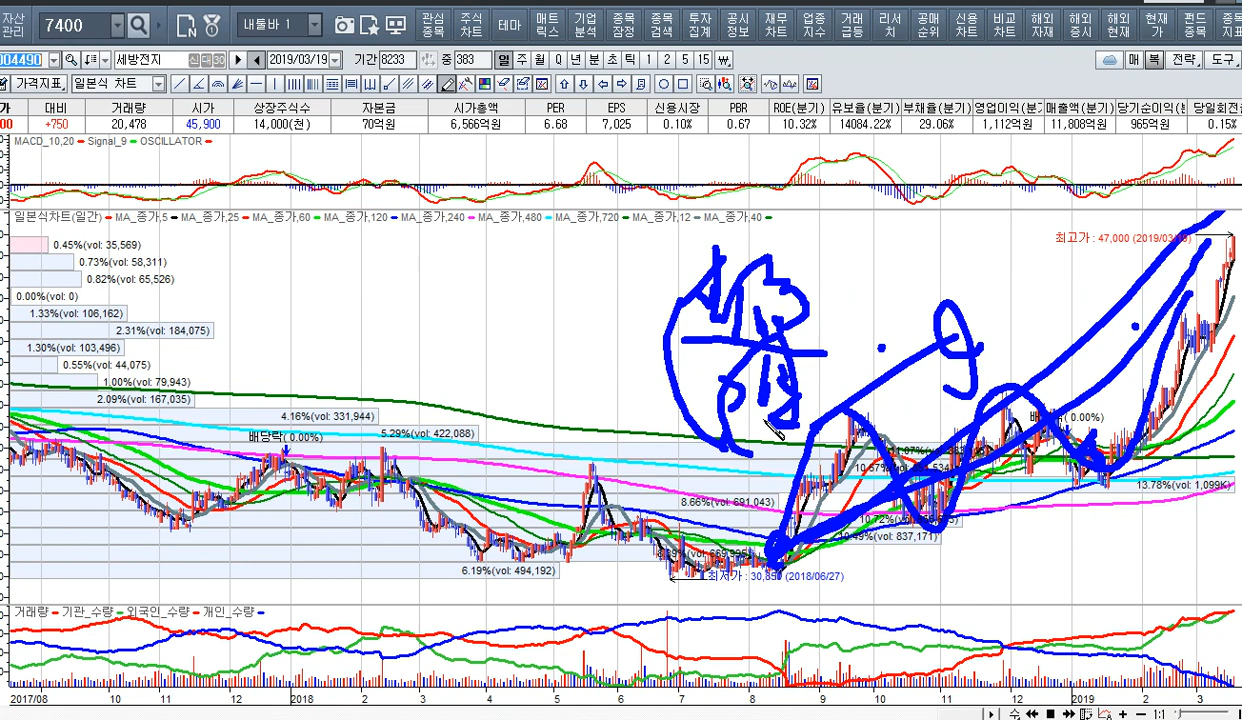 자산 관리 7400 내툴바 1 관심 종목 주식 차트 테마 매트 릭스 기업 분석 종목 잠정 종목 검색 투자 집계 공시 정보 재무 차트 업종 지수 거래 급등 리서 치 공매 순위 신용 차트 비교 차트 해외 자재 해외 증시 해외 현재 현재 가 펀드 종목
004490 세방전지 신 대 30 2019/03/19 기간 8233 중 383 일 주 월 Q 년 분 초 틱 1 2 5 15 ₩ 매 복 전략 도구
가격지표 일본식 차트
대비 거래량 시가 상장주식수 자본금 시가총액 PER EPS 신용시장 PBR ROE(분기) 유보율(분기) 부채율(분기) 영업이익(분기) 매출액(분기) 당기순이익(분 당일회전
+750 20,478 45,900 14,000(천) 70억원 6,566억원 6.68 7,025 0.10% 0.67 10.32% 14084.22% 29.06% 1,112억원 11,808억원 965억원 0.15%
MACD_10,20 Signal_9 OSCILLATOR
일본식차트(일간) MA_종가,5 MA_종가,25 MA_종가,60 MA_종가,120 MA_종가,240 MA_종가,480 MA_종가,720 MA_종가,12 MA_종가,40
최고가 : 47,000 (2019/03/
0.45%(vol: 35,569)
0.73%(vol: 58,311)
0.82%(vol: 65,526)
0.00%(vol: 0)
1.33%(vol: 106,162)
2.31%(vol: 184,075)
1.30%(vol: 103,496)
0.55%(vol: 44,075)
1.00%(vol: 79,943)
2.09%(vol: 167,035)
4.16%(vol: 331,944)
배당락( 0.00%)
5.29%(vol: 422,088)
13.78%(vol: 1,099K)
8.66%(vol: 691,043)
10.49%(vol: 837,171)
6.19%(vol: 494,192)
최저가 : 30,850 (2018/06/27)
거래량 기관_수량 외국인_수량 개인_수량
2017/08 10 11 12 2018 2 3 4 5 6 7 8 9 10 11 12 2019 2 3
1:1